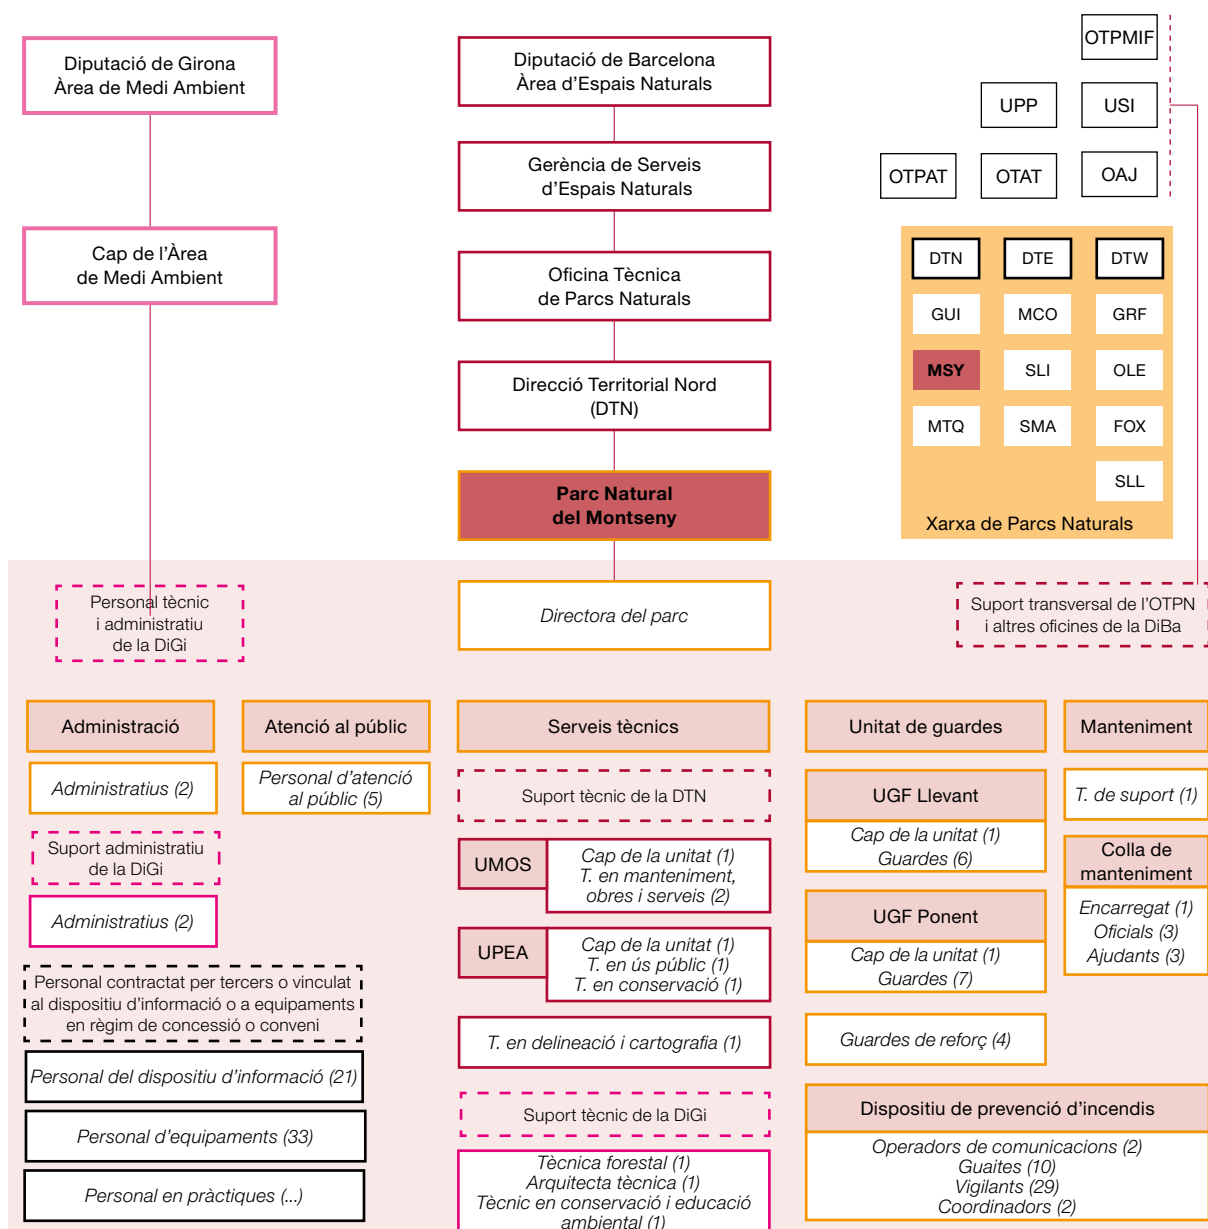 Diputació de Girona
Àrea de Medi Ambient
Cap de l’Àrea
de Medi Ambient
Diputació de Barcelona
Àrea d’Espais Naturals
Gerència de Serveis
d’Espais Naturals
Oficina Tècnica
de Parcs Naturals
Direcció Territorial Nord
(DTN)
Parc Natural
del Montseny
OTPMIF
UPP
USI
OTPAT
OTAT
OAJ
DTN
DTE
DTW
GUI
MCO
GRF
MSY
SLI
OLE
MTQ
SMA
FOX
SLL
Xarxa de Parcs Naturals
Personal tècnic
i administratiu
de la DiGi
Directora del parc
Suport transversal de l’OTPN
i altres oficines de la DiBa
Administració
Administratius (2)
Suport administratiu
de la DiGi
Administratius (2)
Atenció al públic
Personal d’atenció
al públic (5)
Personal contractat per tercers o vinculat
al dispositiu d’informació o a equipaments
en règim de concessió o conveni
Personal del dispositiu d’informació (21)
Personal d’equipaments (33)
Personal en pràctiques (...)
Serveis tècnics
Suport tècnic de la DTN
UMOS
Cap de la unitat (1)
T. en manteniment,
obres i serveis (2)
UPEA
Cap de la unitat (1)
T. en ús públic (1)
T. en conservació (1)
T. en delineació i cartografia (1)
Suport tècnic de la DiGi
Tècnica forestal (1)
Arquitecta tècnica (1)
Tècnic en conservació i educació
ambiental (1)
Unitat de guardes
UGF Llevant
Cap de la unitat (1)
Guardes (6)
UGF Ponent
Cap de la unitat (1)
Guardes (7)
Guardes de reforç (4)
Manteniment
T. de suport (1)
Colla de
manteniment
Encarregat (1)
Oficials (3)
Ajudants (3)
Dispositiu de prevenció d’incendis
Operadors de comunicacions (2)
Guaites (10)
Vigilants (29)
Coordinadors (2)